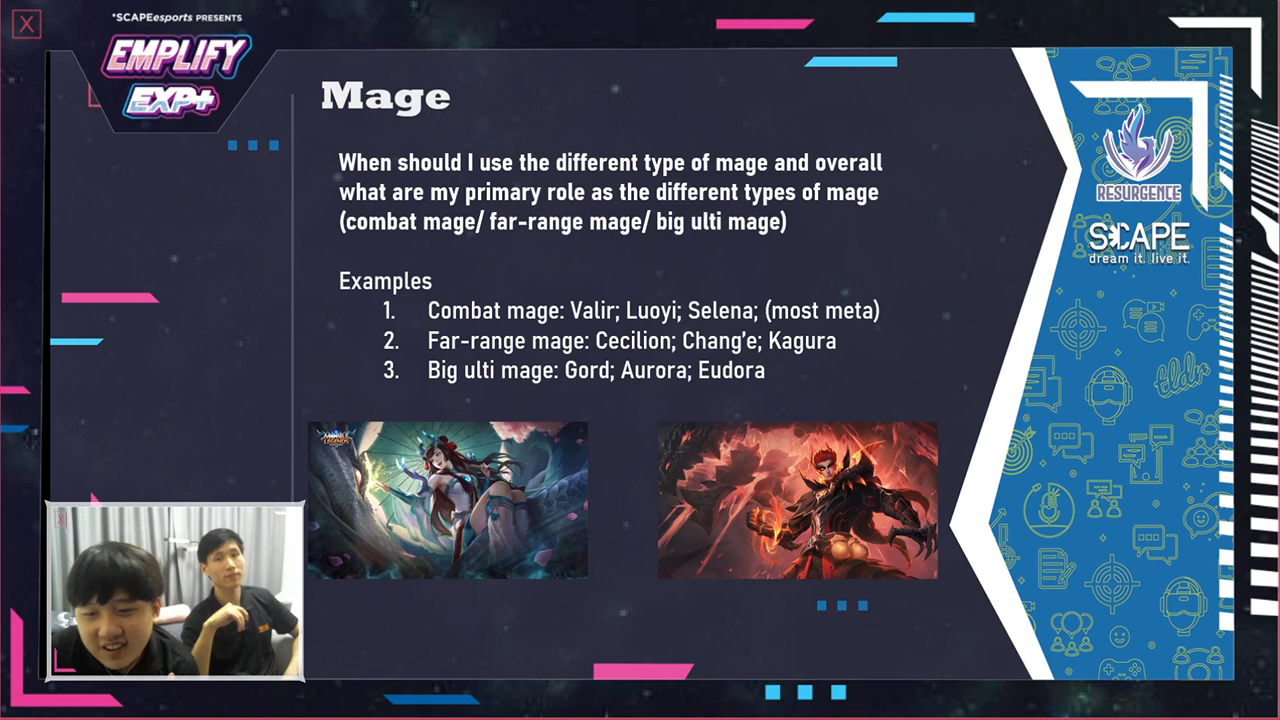 *SCAPEesports PRESENTS
EMPLIFY
EXP+
Mage
When should I use the different type of mage and overall
what are my primary role as the different types of mage
(combat mage/ far-range mage/ big ulti mage)
Examples
1. Combat mage: Valir; Luoyi; Selena; (most meta)
2. Far-range mage: Cecilion; Chang'e; Kagura
3. Big ulti mage: Gord; Aurora; Eudora
MOBILE
LEGENDS
RESURGENCE
S*CAPE
dream it. live it.